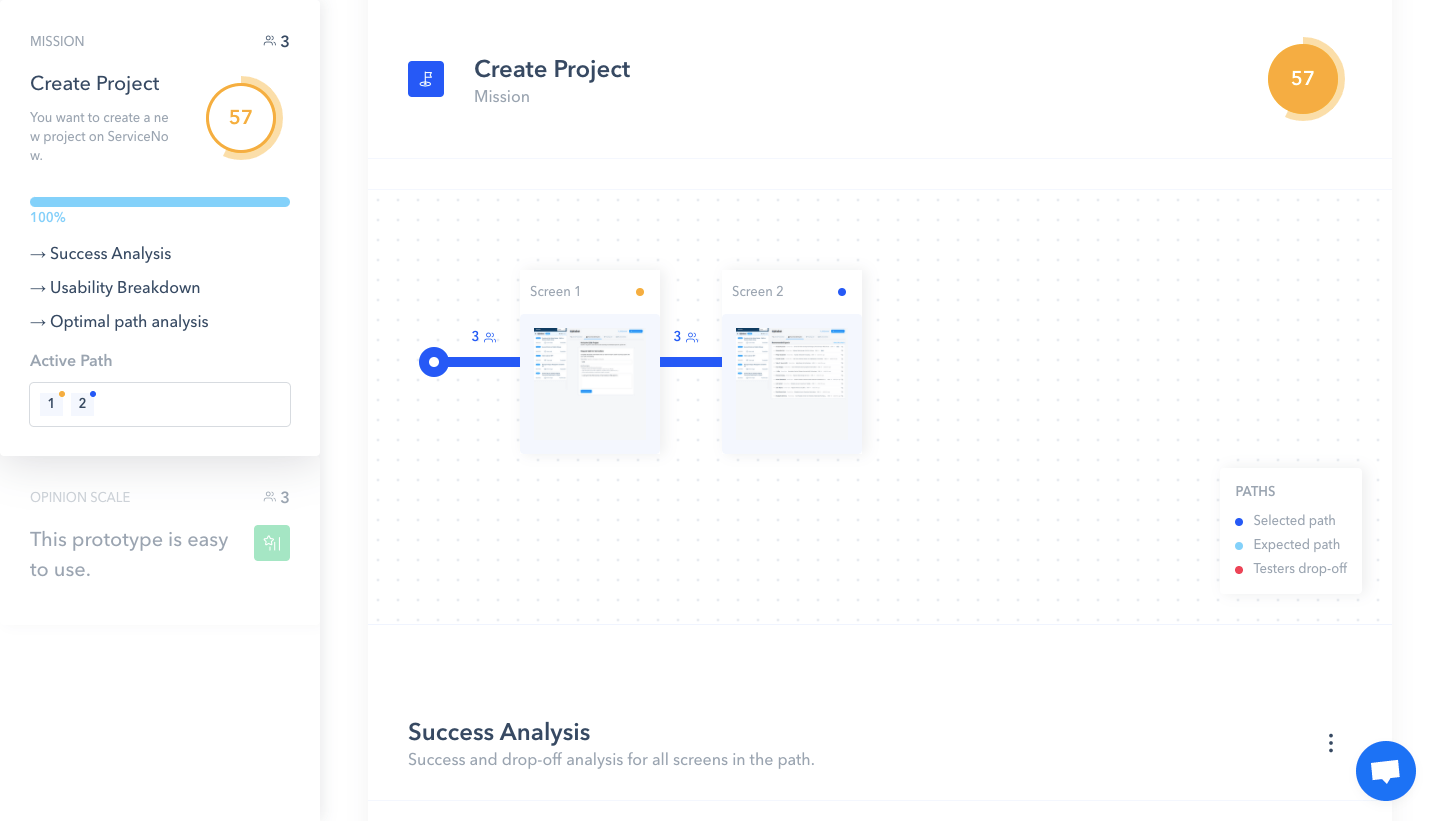 MISSION
3
Create Project
You want to create a ne
w project on ServiceNo
w.
57
100%
→ Success Analysis
→ Usability Breakdown
→ Optimal path analysis
Active Path
1 2
OPINION SCALE
3
This prototype is easy
to use.
Create Project
Mission
57
Screen 1
Screen 2
3
3
PATHS
Selected path
Expected path
Testers drop-off
Success Analysis
Success and drop-off analysis for all screens in the path.